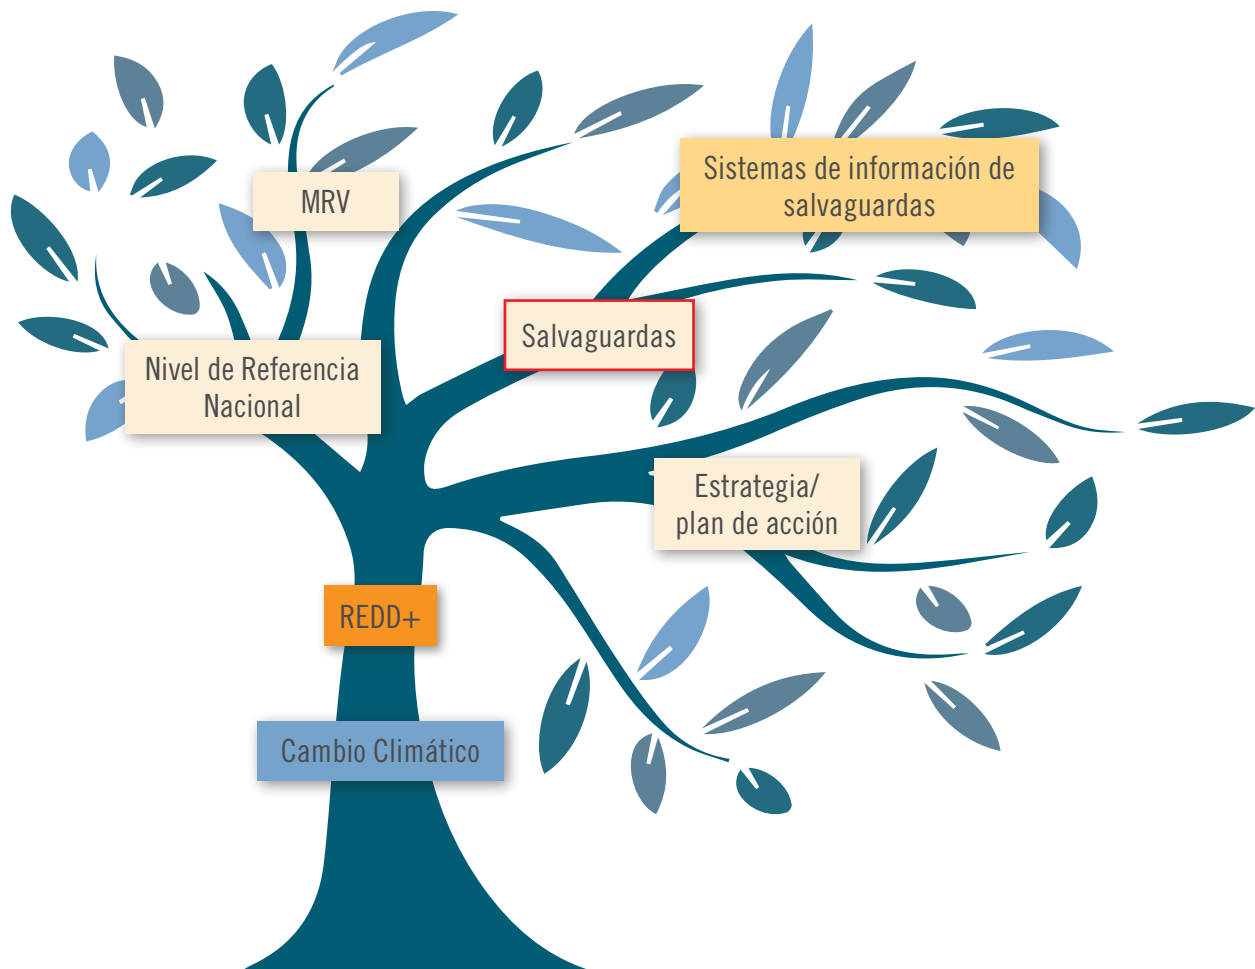 Sistemas de información de
salvaguardas
MRV
Salvaguardas
Nivel de Referencia
Nacional
Estrategia/
plan de acción
REDD+
Cambio Climático